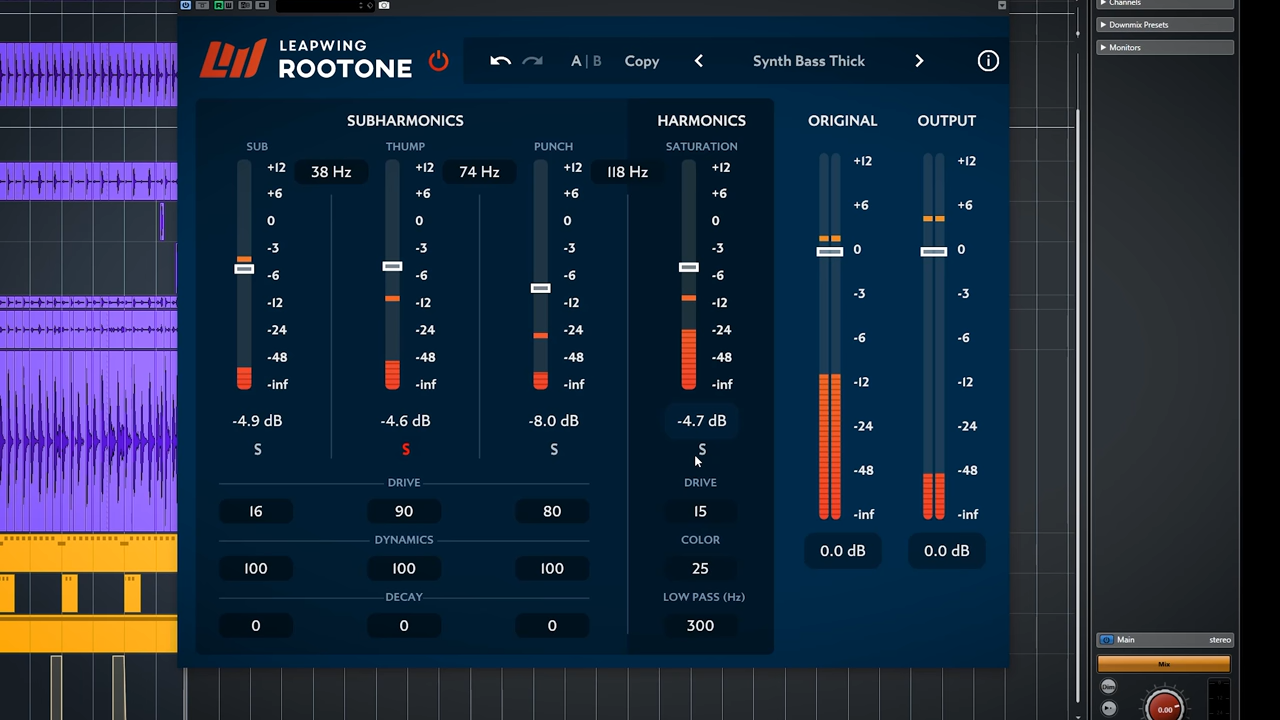 Channels
Downmix Presets
Monitors
LEAPWING
ROOTONE
A | B
Copy
Synth Bass Thick
SUBHARMONICS
HARMONICS
ORIGINAL
OUTPUT
SUB
THUMP
PUNCH
SATURATION
38 Hz
74 Hz
118 Hz
+12
+6
0
-3
-6
-12
-24
-48
-inf
+12
+6
0
-3
-6
-12
-24
-48
-inf
+12
+6
0
-3
-6
-12
-24
-48
-inf
+12
+6
0
-3
-6
-12
-24
-48
-inf
+12
+6
0
-3
-6
-12
-24
-48
-inf
+12
+6
0
-3
-6
-12
-24
-48
-inf
-4.9 dB
-4.6 dB
-8.0 dB
-4.7 dB
S
S
S
S
DRIVE
DRIVE
16
90
80
15
0.0 dB
0.0 dB
DYNAMICS
COLOR
100
100
100
25
DECAY
LOW PASS (Hz)
0
0
0
300
Main
stereo
Mix
Dim
0.00